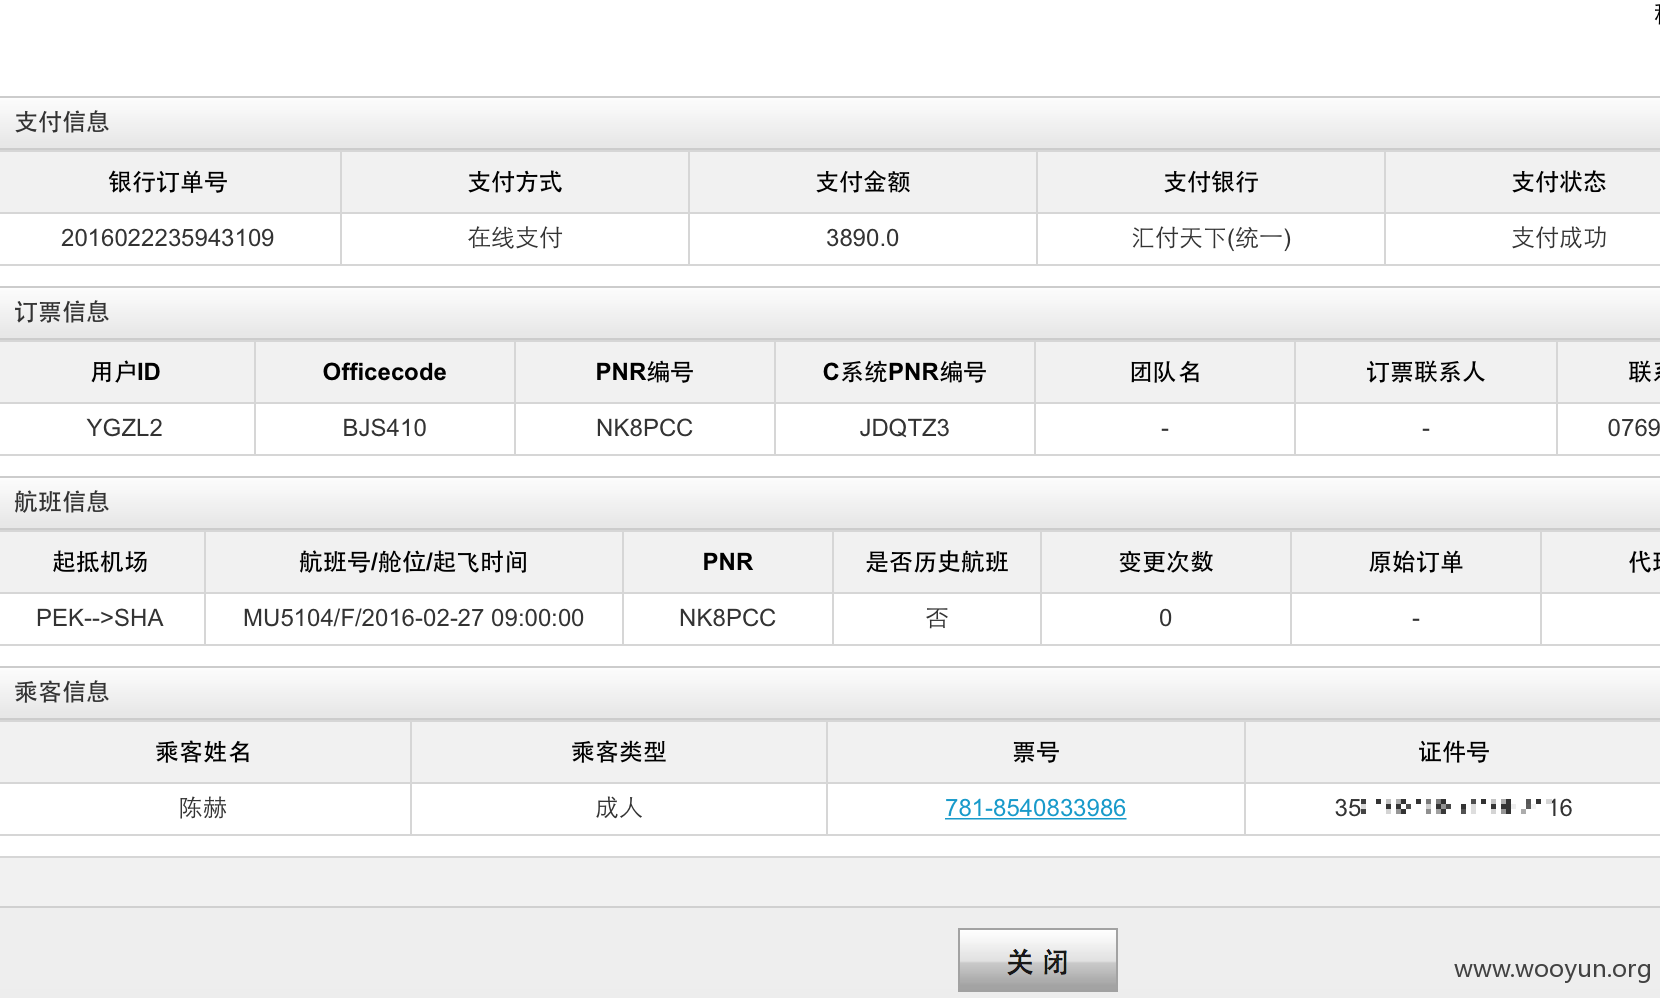 支付信息
银行订单号 支付方式 支付金额 支付银行 支付状态
2016022235943109 在线支付 3890.0 汇付天下(统一) 支付成功
订票信息
用户ID Officecode PNR编号 C系统PNR编号 团队名 订票联系人 联
YGZL2 BJS410 NK8PCC JDQTZ3 - - 0769
航班信息
起抵机场 航班号/舱位/起飞时间 PNR 是否历史航班 变更次数 原始订单 代
PEK-->SHA MU5104/F/2016-02-27 09:00:00 NK8PCC 否 0 -
乘客信息
乘客姓名 乘客类型 票号 证件号
陈赫 成人 781-8540833986 35 16
关 闭
www.wooyun.org